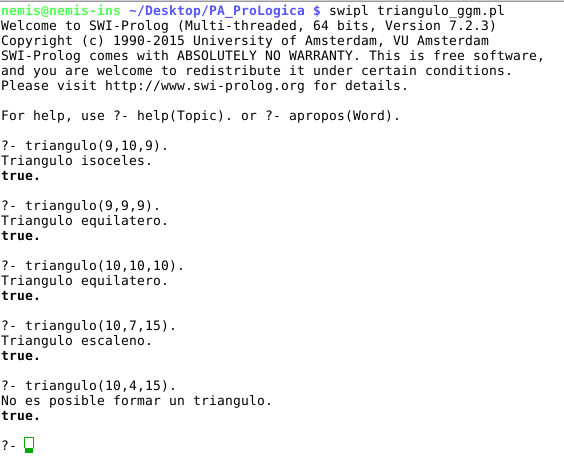 nemis@nemis-ins ~/Desktop/PA_ProLogica $ swipl triangulo_ggm.pl
Welcome to SWI-Prolog (Multi-threaded, 64 bits, Version 7.2.3)
Copyright (c) 1990-2015 University of Amsterdam, VU Amsterdam
SWI-Prolog comes with ABSOLUTELY NO WARRANTY. This is free software,
and you are welcome to redistribute it under certain conditions.
Please visit http://www.swi-prolog.org for details.

For help, use ?- help(Topic). or ?- apropos(Word).

?- triangulo(9,10,9).
Triangulo isoceles.
true.

?- triangulo(9,9,9).
Triangulo equilatero.
true.

?- triangulo(10,10,10).
Triangulo equilatero.
true.

?- triangulo(10,7,15).
Triangulo escaleno.
true.

?- triangulo(10,4,15).
No es posible formar un triangulo.
true.

?-